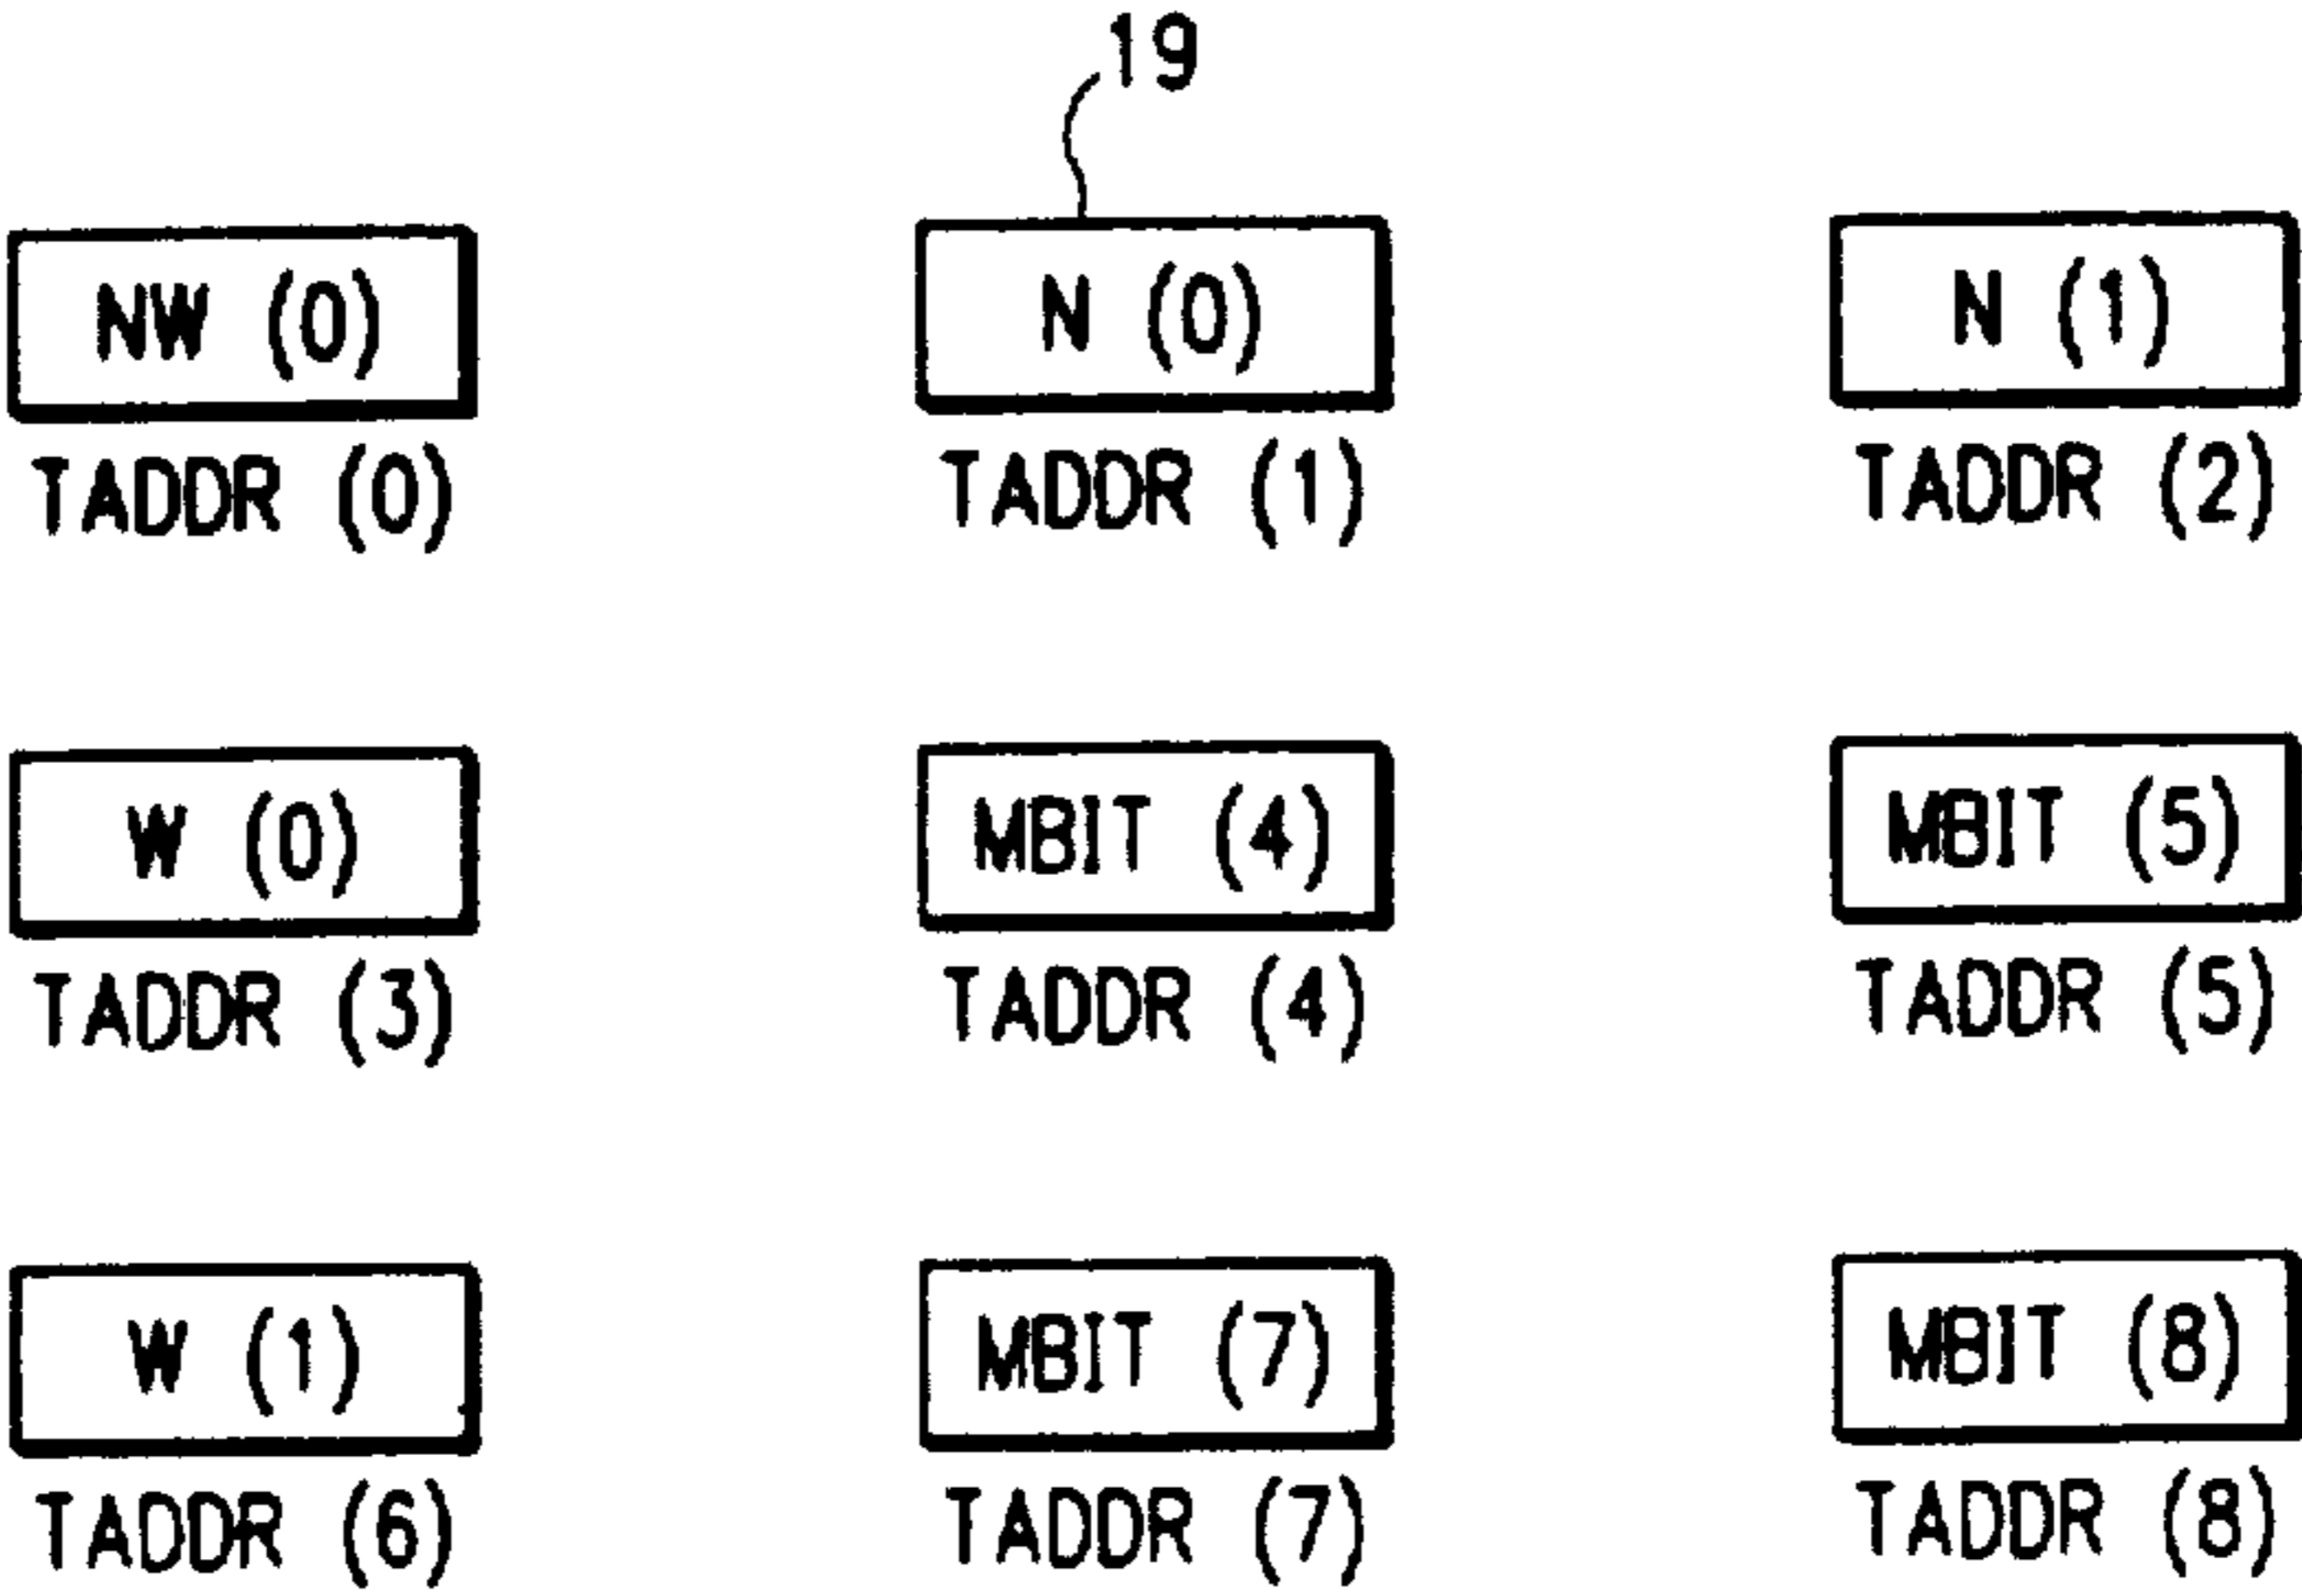 19
NW (0) N (0) N (1)
TADDR (0) TADDR (1) TADDR (2)
W (0) MBIT (4) MBIT (5)
TADDR (3) TADDR (4) TADDR (5)
W (1) MBIT (7) MBIT (8)
TADDR (6) TADDR (7) TADDR (8)